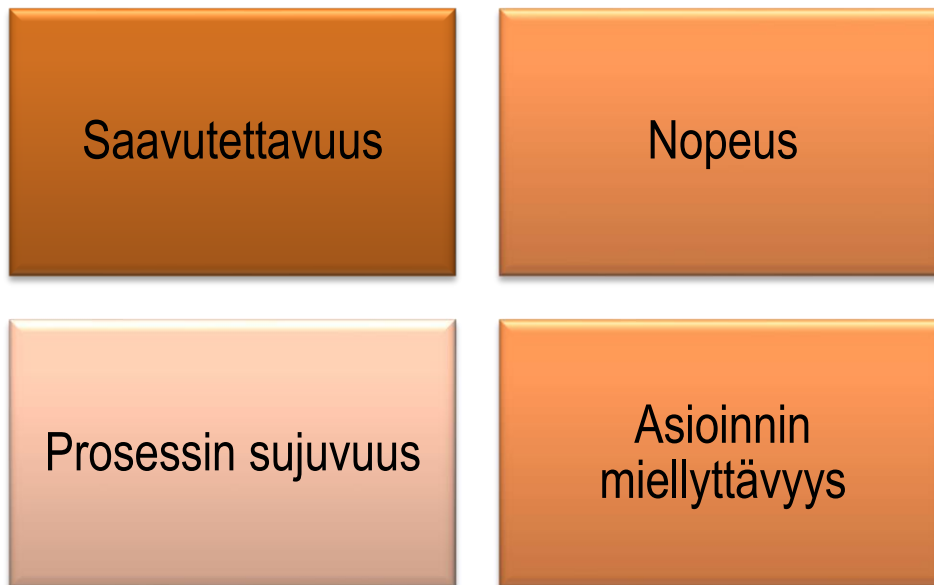 Saavutettavuus
Nopeus
Prosessin sujuvuus
Asioinnin
miellyttävyys